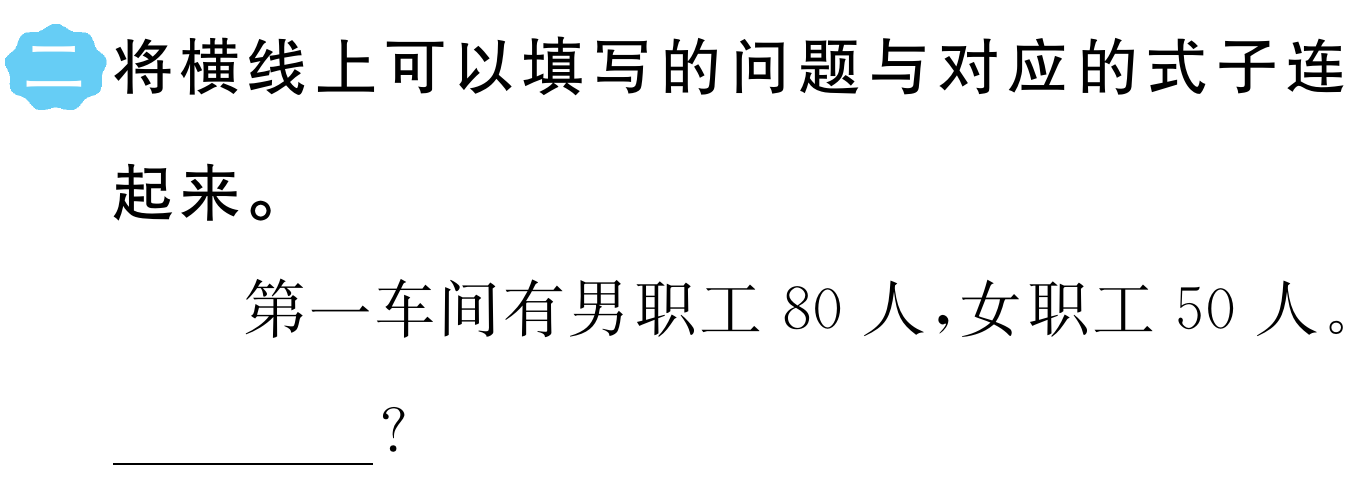 二 将横线上可以填写的问题与对应的式子连
起来。
第一车间有男职工 80 人,女职工 50 人。
________?